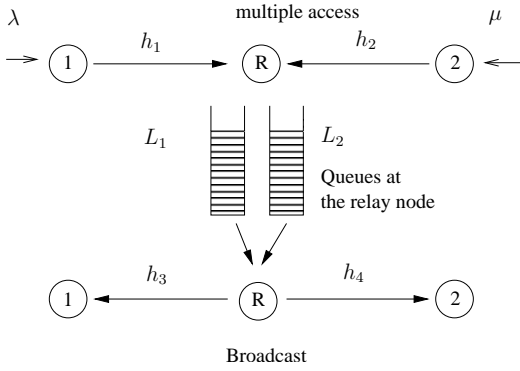 multiple access
λ h₁ h₂ μ
1 R 2
L₁ L₂
Queues at
the relay node
h₃ h₄
1 R 2
Broadcast